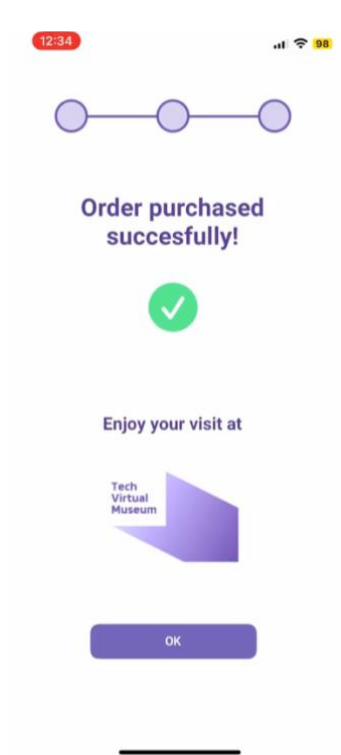 12:34
98
Order purchased
succesfully!
Enjoy your visit at
Tech
Virtual
Museum
OK